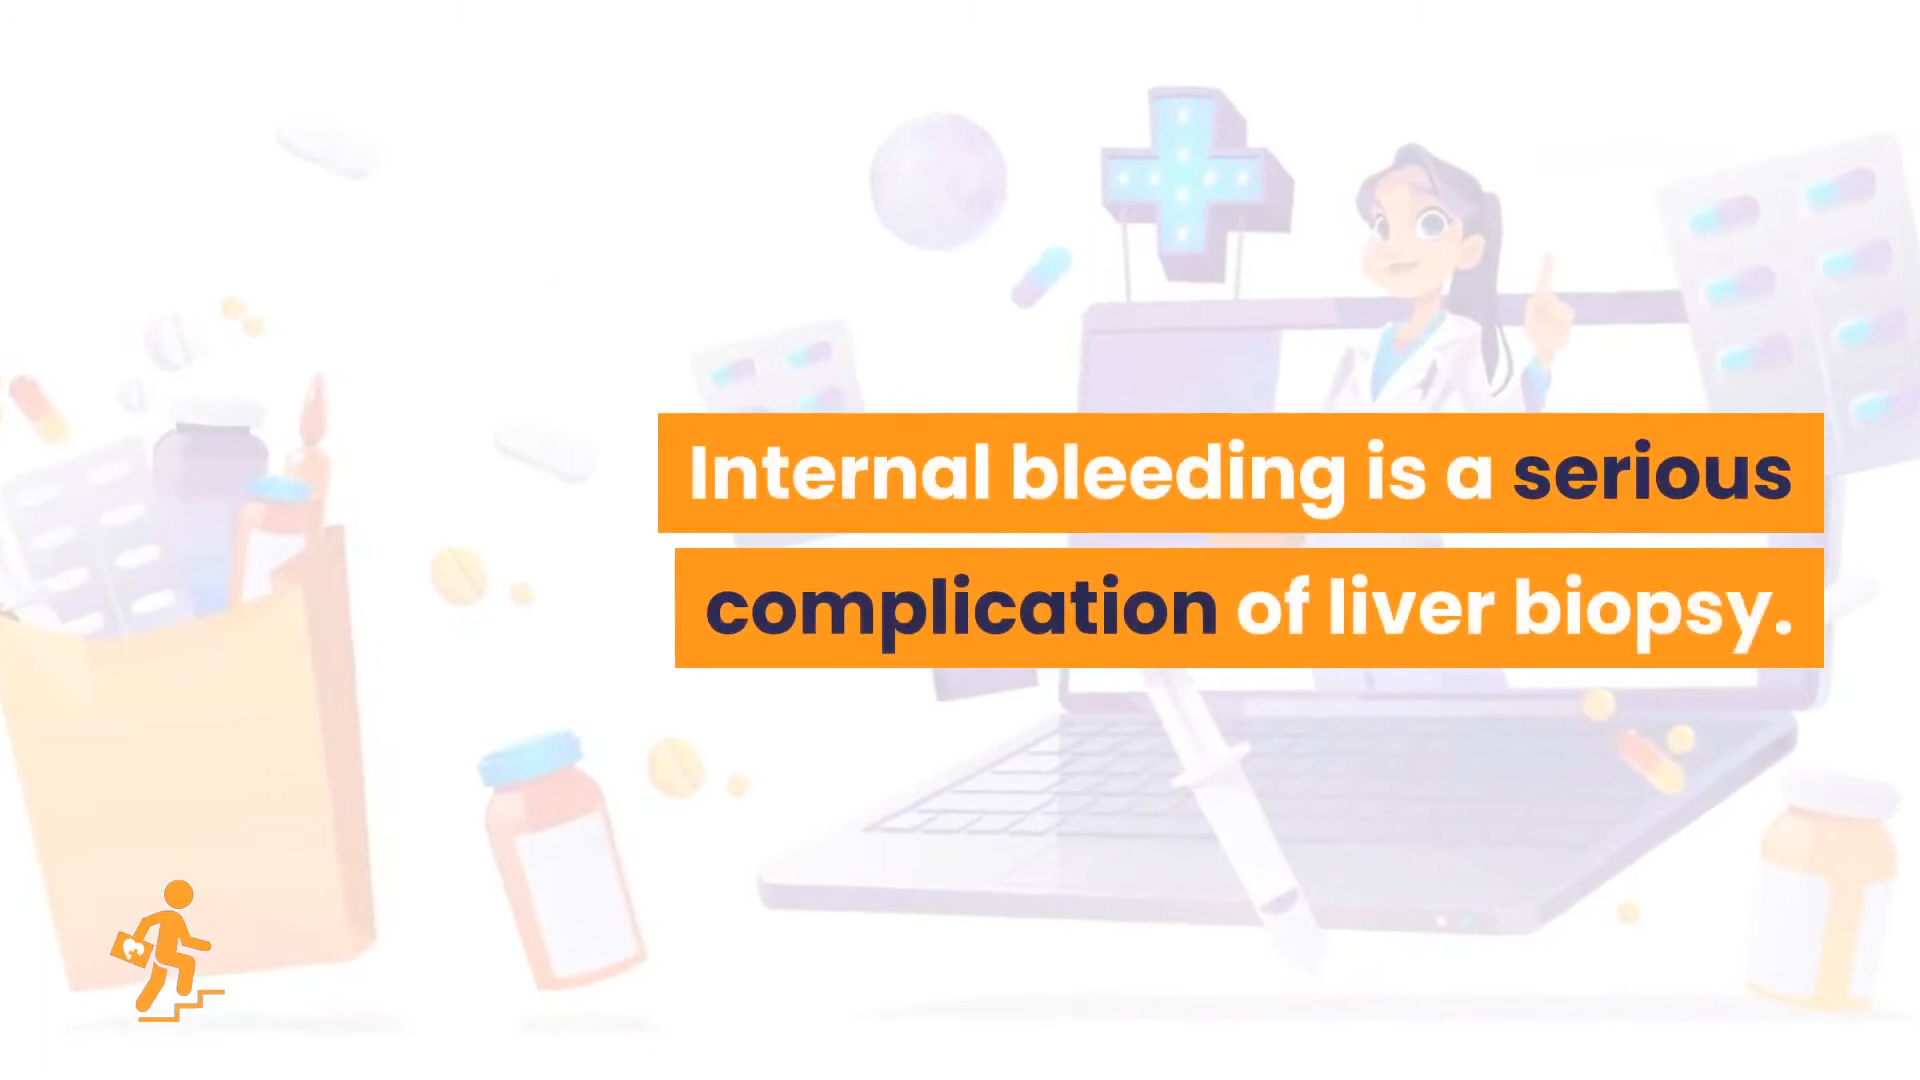 Internal bleeding is a serious
complication of liver biopsy.